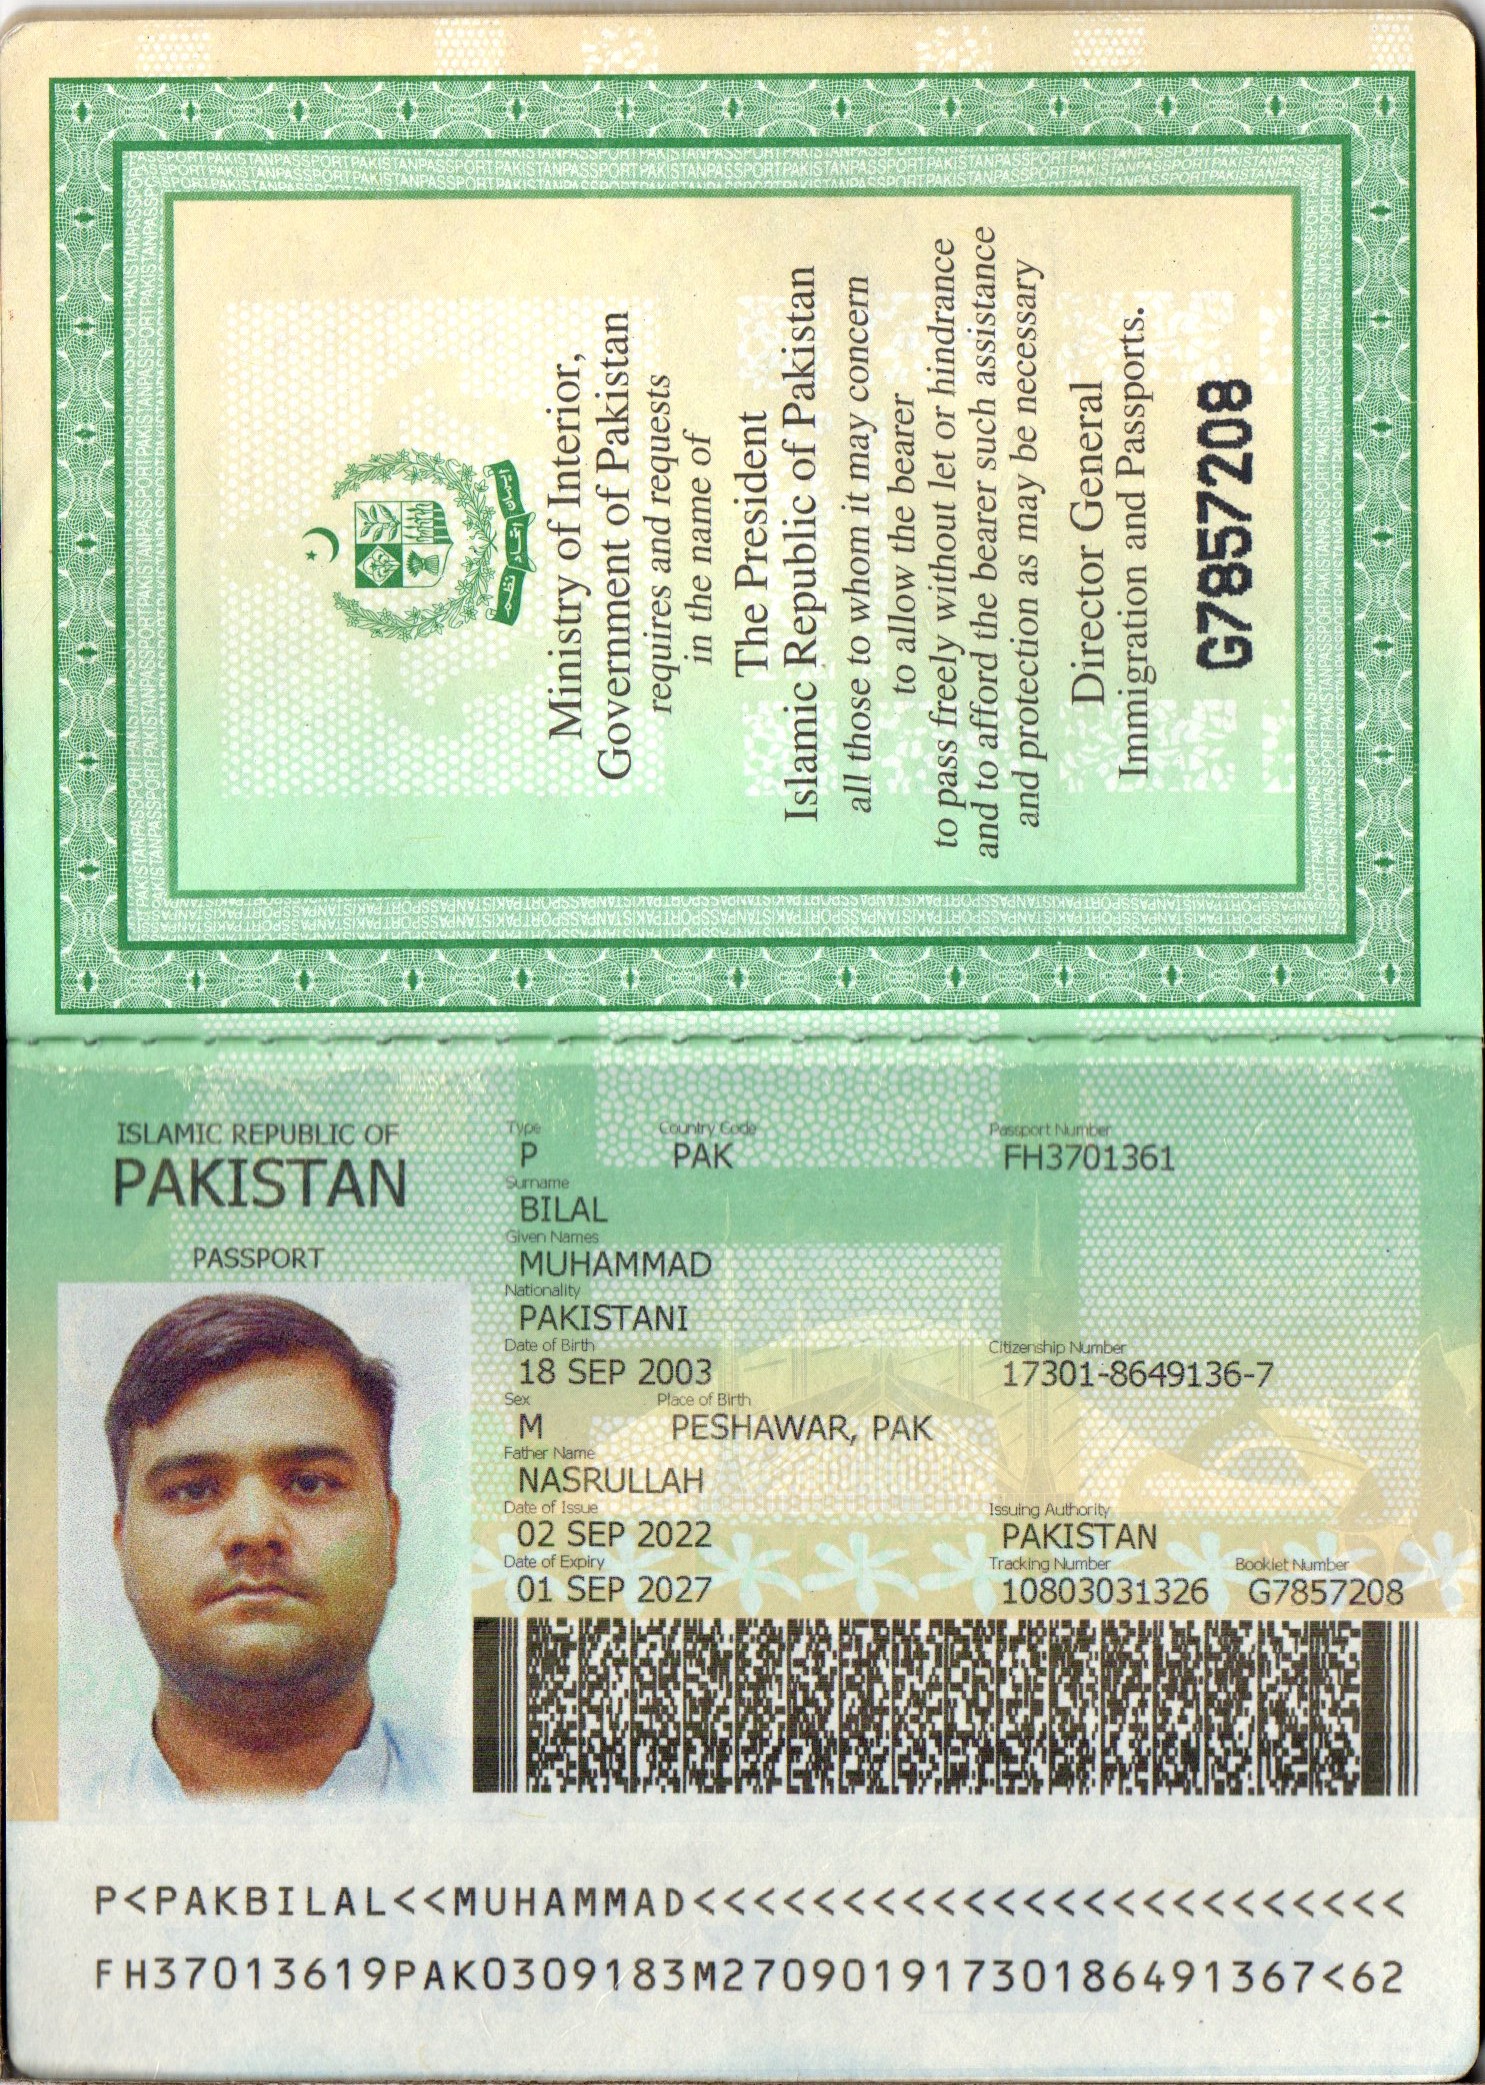 ISLAMIC REPUBLIC OF
PAKISTAN
PASSPORT
Type Country Code Passport Number
P PAK FH3701361
Surname
BILAL
Given Names
MUHAMMAD
Nationality
PAKISTANI
Date of Birth Citizenship Number
18 SEP 2003 17301-8649136-7
Sex Place of Birth
M PESHAWAR, PAK
Father Name
NASRULLAH
Date of Issue Issuing Authority
02 SEP 2022 PAKISTAN
Date of Expiry Tracking Number Booklet Number
01 SEP 2027 10803031326 G7857208
P<PAKBILAL<<MUHAMMAD<<<<<<<<<<<<<<<<<<<<<<<<
FH37013619PAK0309183M27090191730186491367<62
ایمان اتحاد نظم
Ministry of Interior,
Government of Pakistan
requires and requests
in the name of
The President
Islamic Republic of Pakistan
all those to whom it may concern
to allow the bearer
to pass freely without let or hindrance
and to afford the bearer such assistance
and protection as may be necessary
Director General
Immigration and Passports.
G7857208